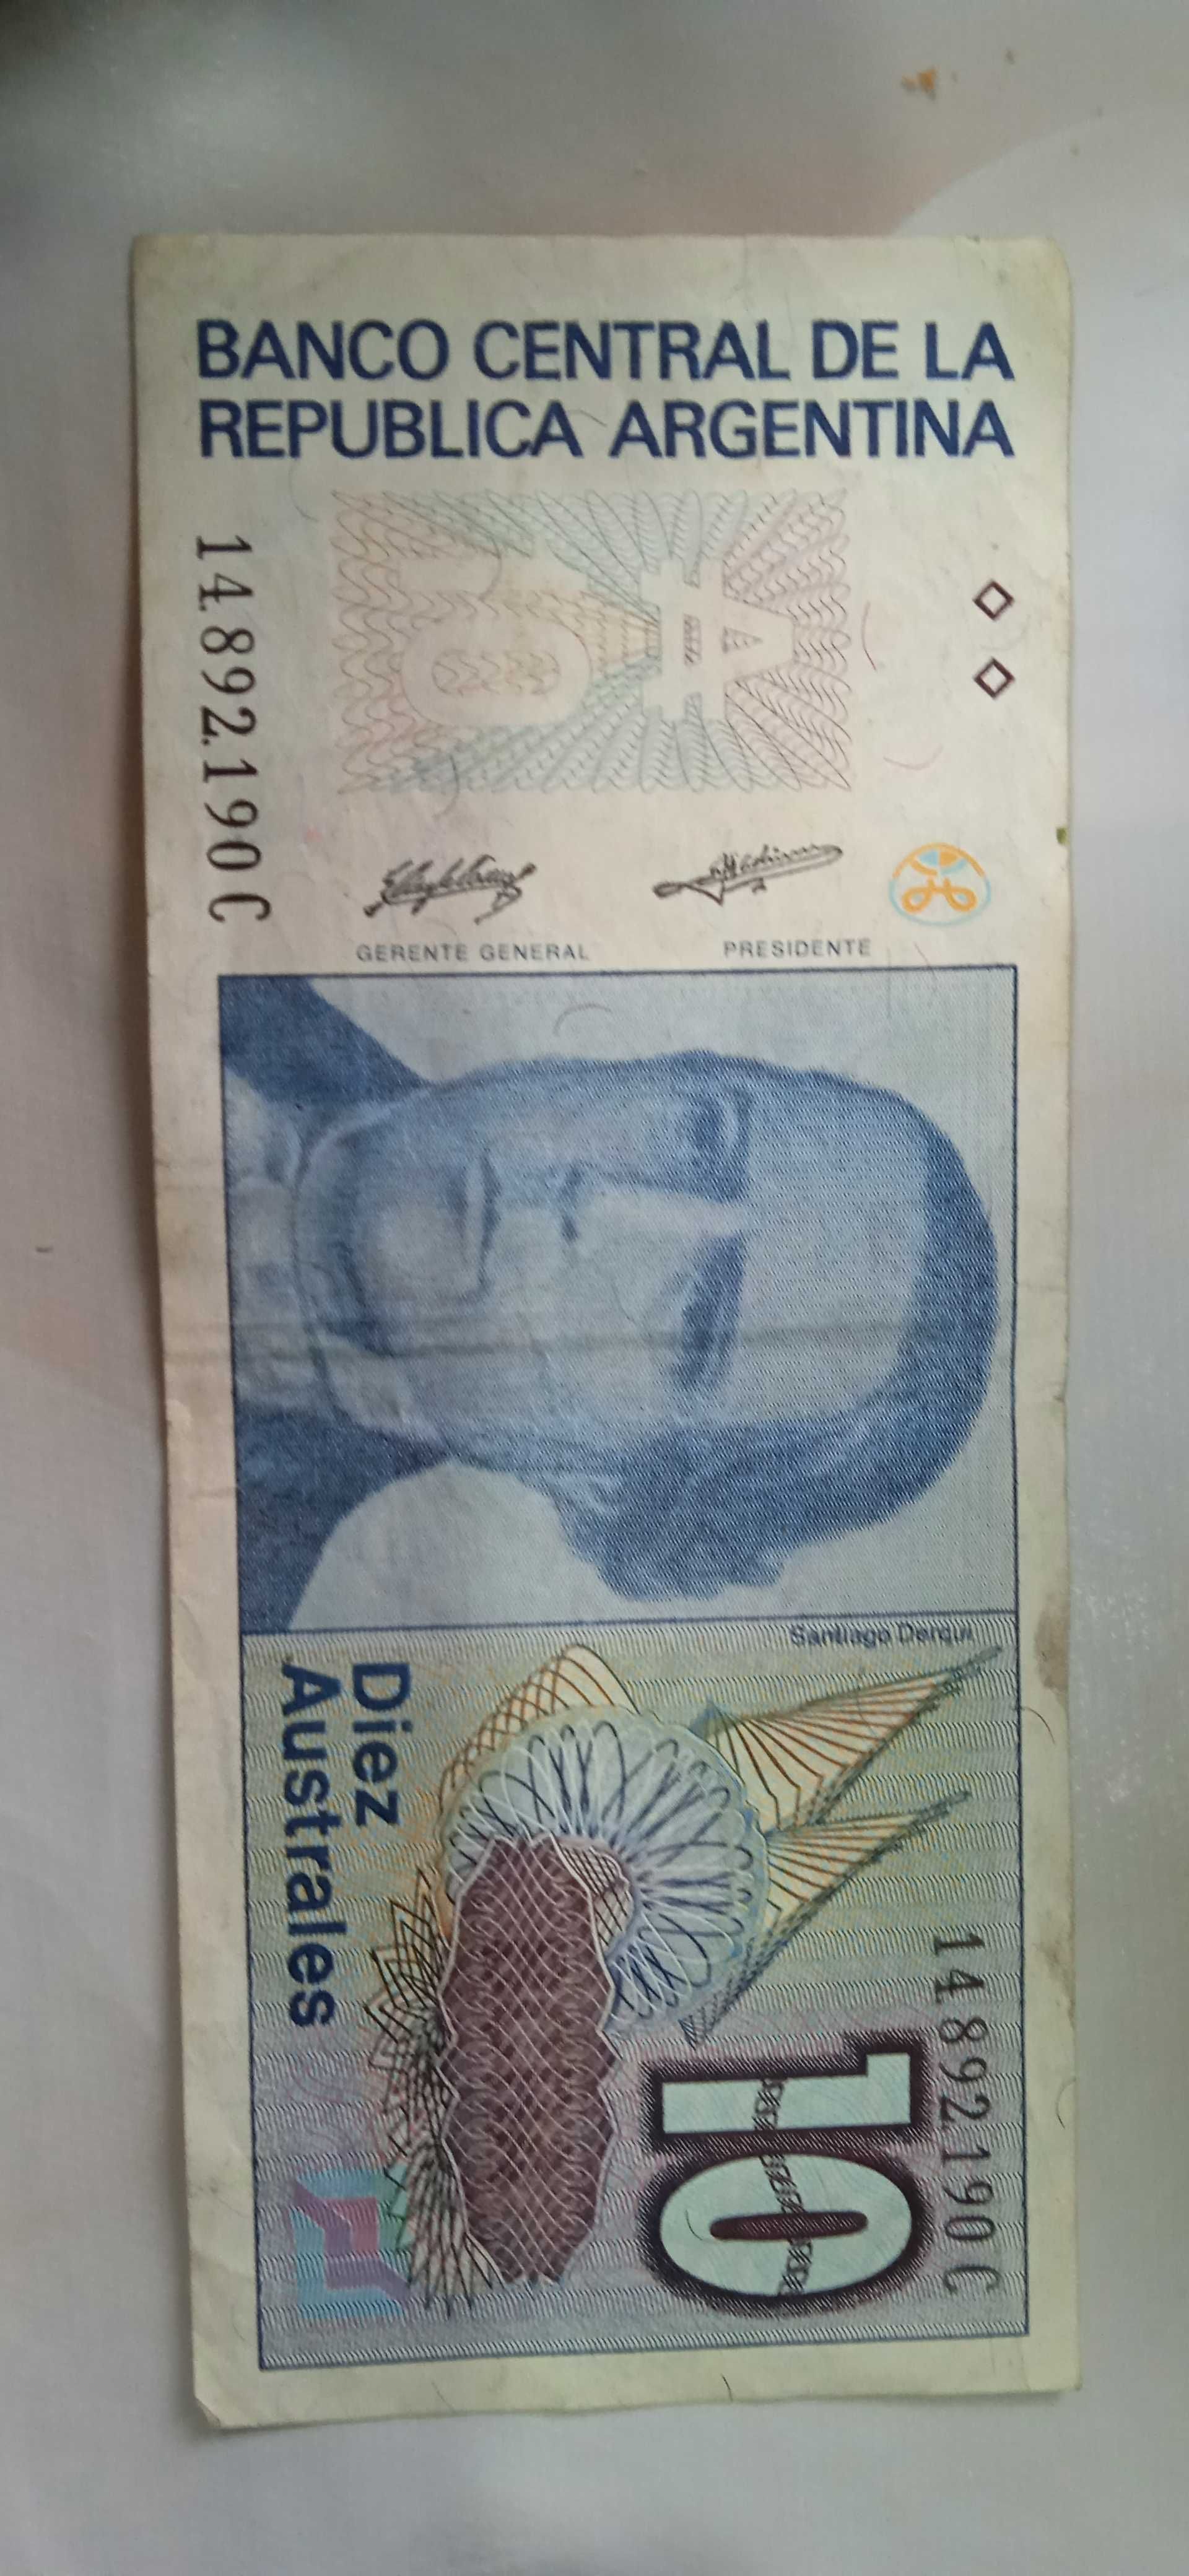 BANCO CENTRAL DE LA
REPUBLICA ARGENTINA
14.892.190C
GERENTE GENERAL
PRESIDENTE
Santiago Derqui
Diez
Australes
14.892.190C
10